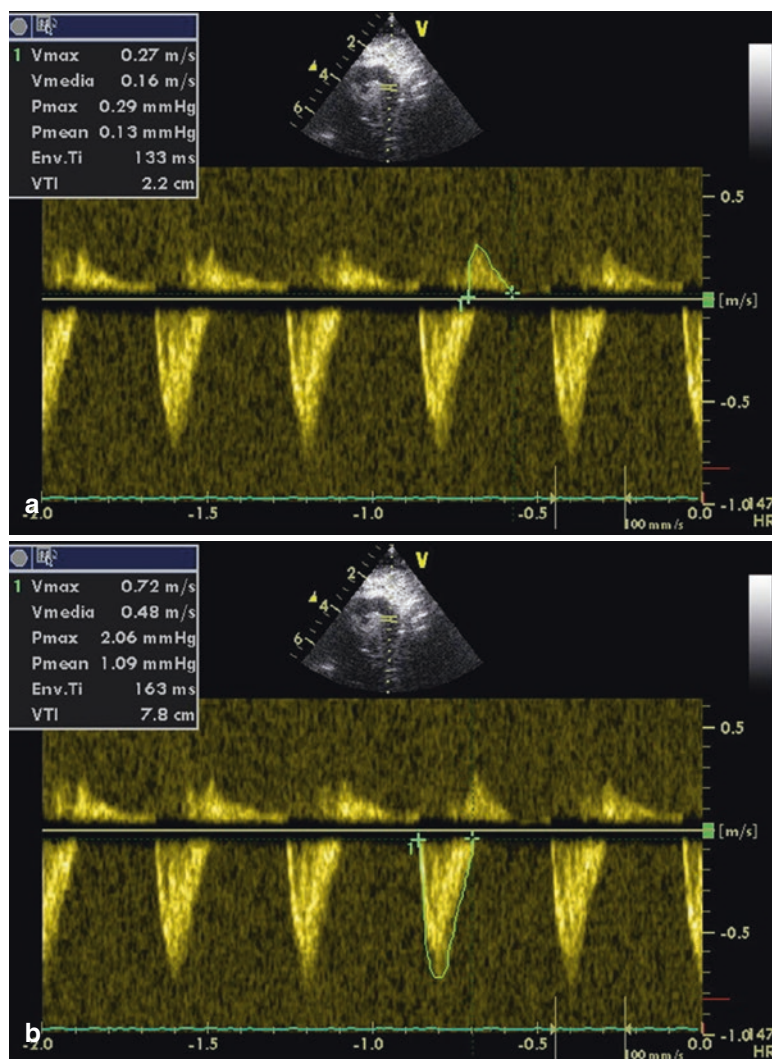 V
2
4
6
1 Vmax 0.27 m/s
Vmedia 0.16 m/s
Pmax 0.29 mmHg
Pmean 0.13 mmHg
Env.Ti 133 ms
VTI 2.2 cm
0.5
[m/s]
1
-0.5
a
-2.0 -1.5 -1.0 -0.5 0.0
-1.0
147
100 mm/s
HR
V
2
4
6
1 Vmax 0.72 m/s
Vmedia 0.48 m/s
Pmax 2.06 mmHg
Pmean 1.09 mmHg
Env.Ti 163 ms
VTI 7.8 cm
0.5
[m/s]
1
-0.5
b
-2.0 -1.5 -1.0 -0.5 0.0
-1.0
147
100 mm/s
HR